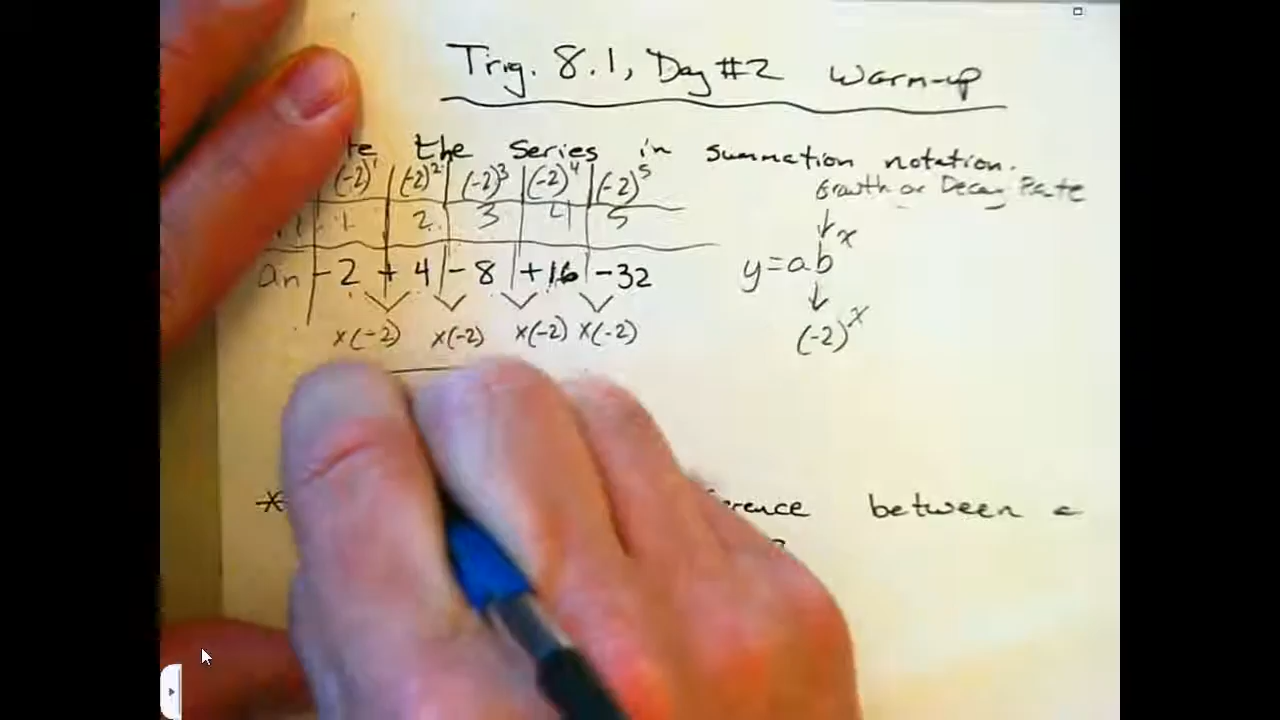 Trig. 8.1, Day #2 Warm-up
the series in summation notation.
(-2)¹ (-2)² (-2)³ (-2)⁴ (-2)⁵
Growth or Decay Rate
1 2 3 4 5
an -2 + 4 - 8 + 16 - 32
y=abˣ
x(-2) x(-2) x(-2) x(-2)
(-2)ˣ
* between a